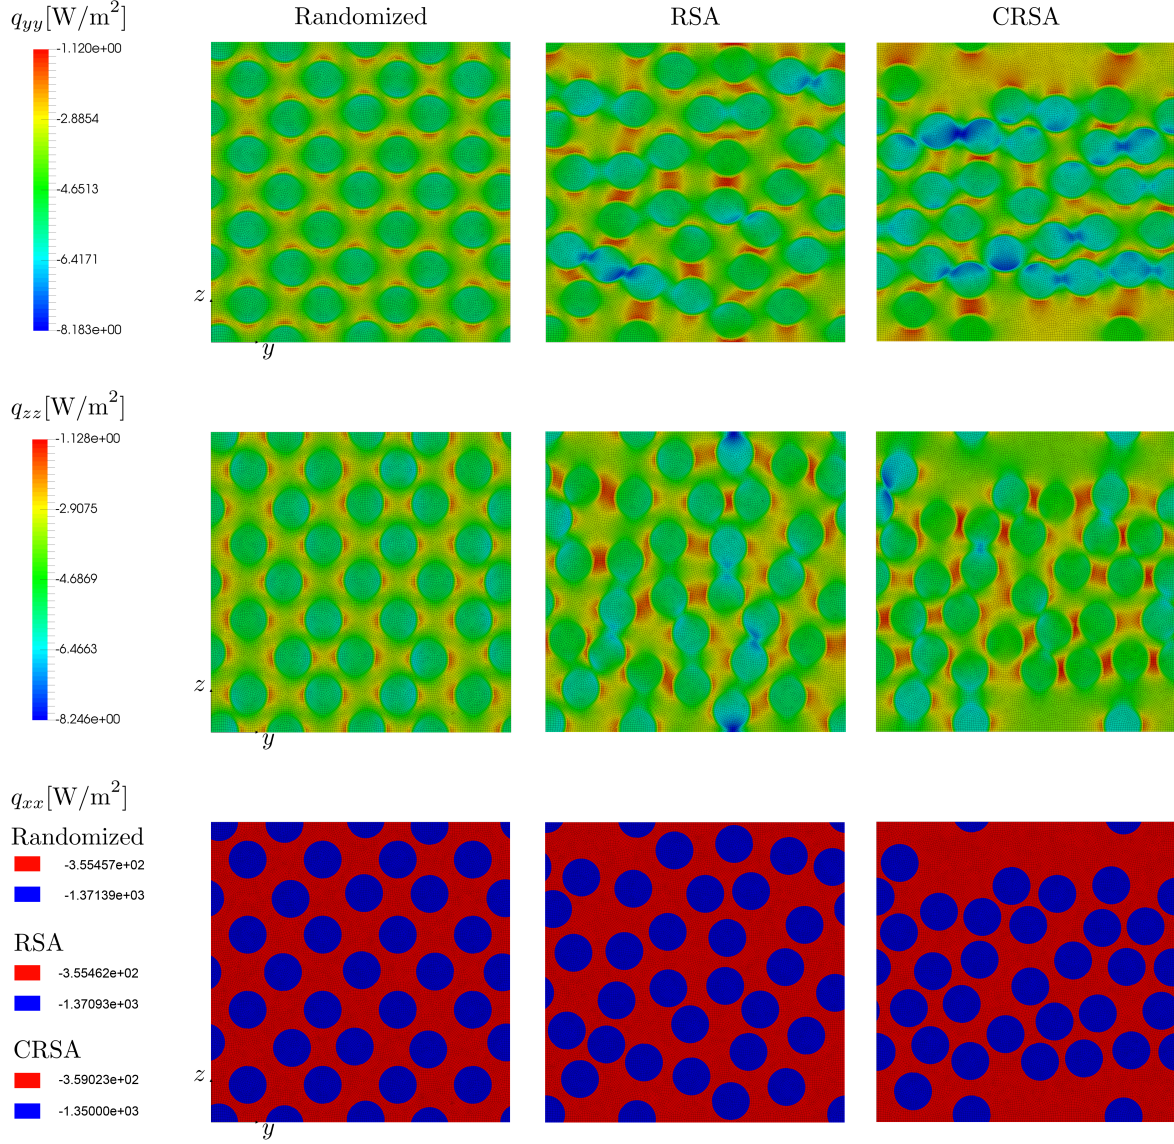 q_yy[W/m^2] Randomized RSA CRSA
-1.120e+00
-2.8854
-4.6513
-6.4171
-8.183e+00
z
y
q_zz[W/m^2]
-1.128e+00
-2.9075
-4.6869
-6.4663
-8.246e+00
z
y
q_xx[W/m^2]
Randomized
-3.55457e+02
-1.37139e+03
RSA
-3.55462e+02
-1.37093e+03
CRSA
-3.59023e+02
-1.35000e+03
z
y